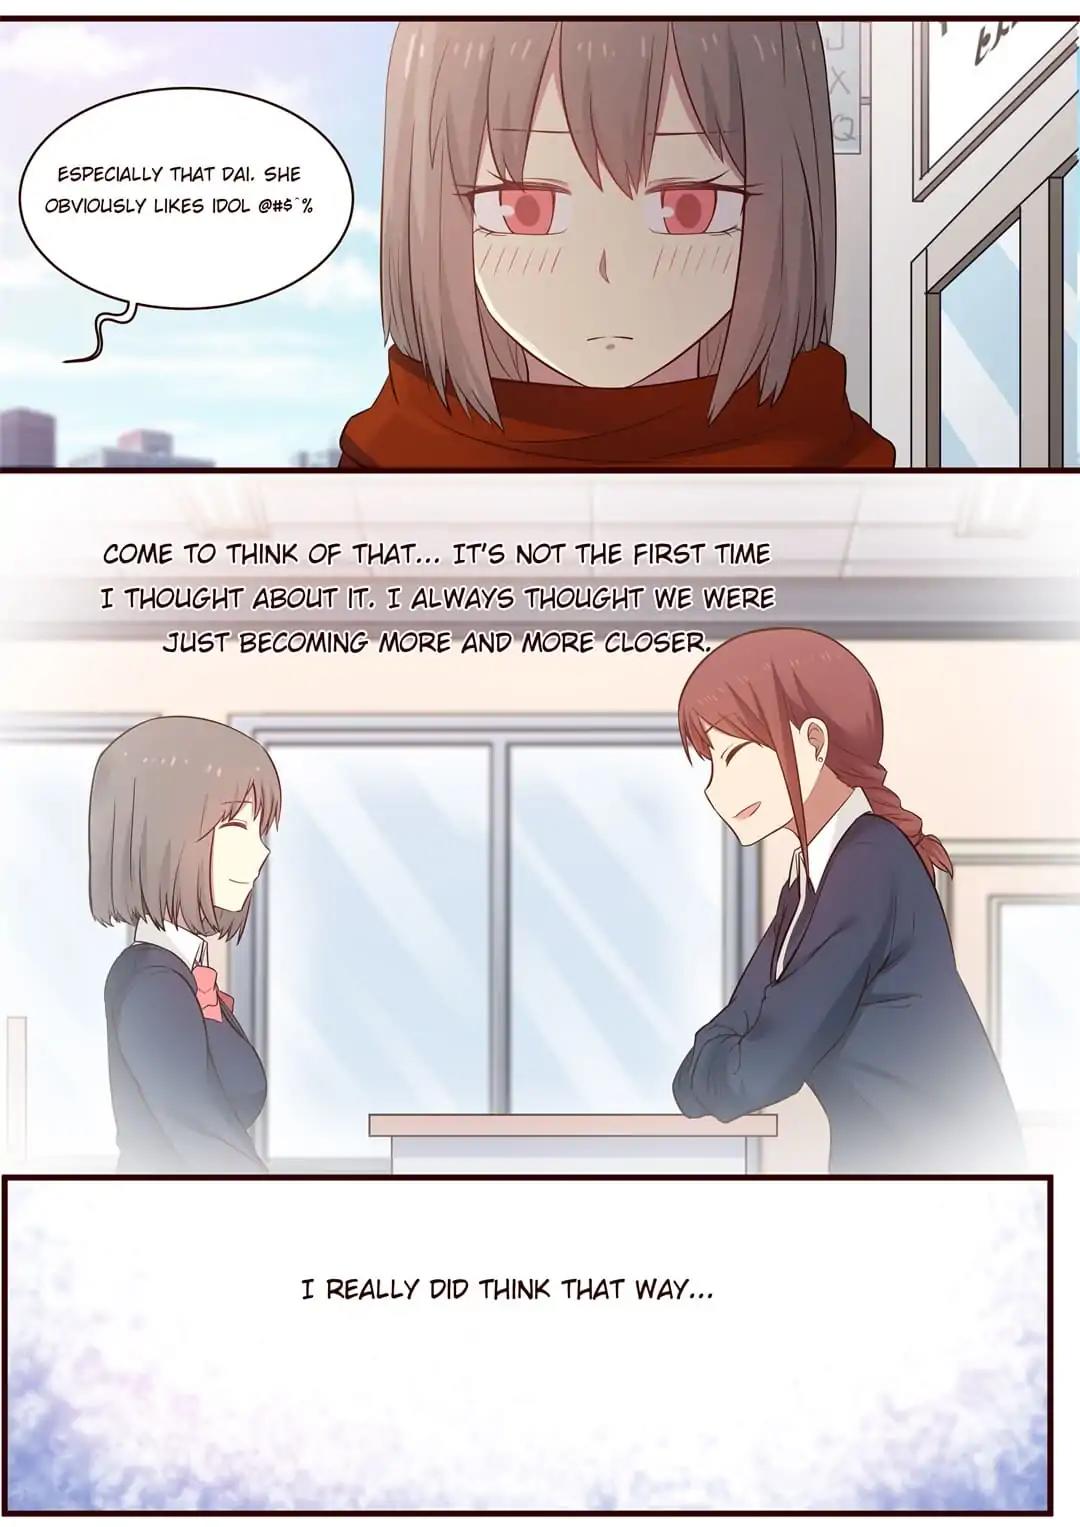 ESPECIALLY THAT DAI. SHE
OBVIOUSLY LIKES IDOL @#$^%
J
X
Q
COME TO THINK OF THAT... IT'S NOT THE FIRST TIME
I THOUGHT ABOUT IT. I ALWAYS THOUGHT WE WERE
JUST BECOMING MORE AND MORE CLOSER.
I REALLY DID THINK THAT WAY...